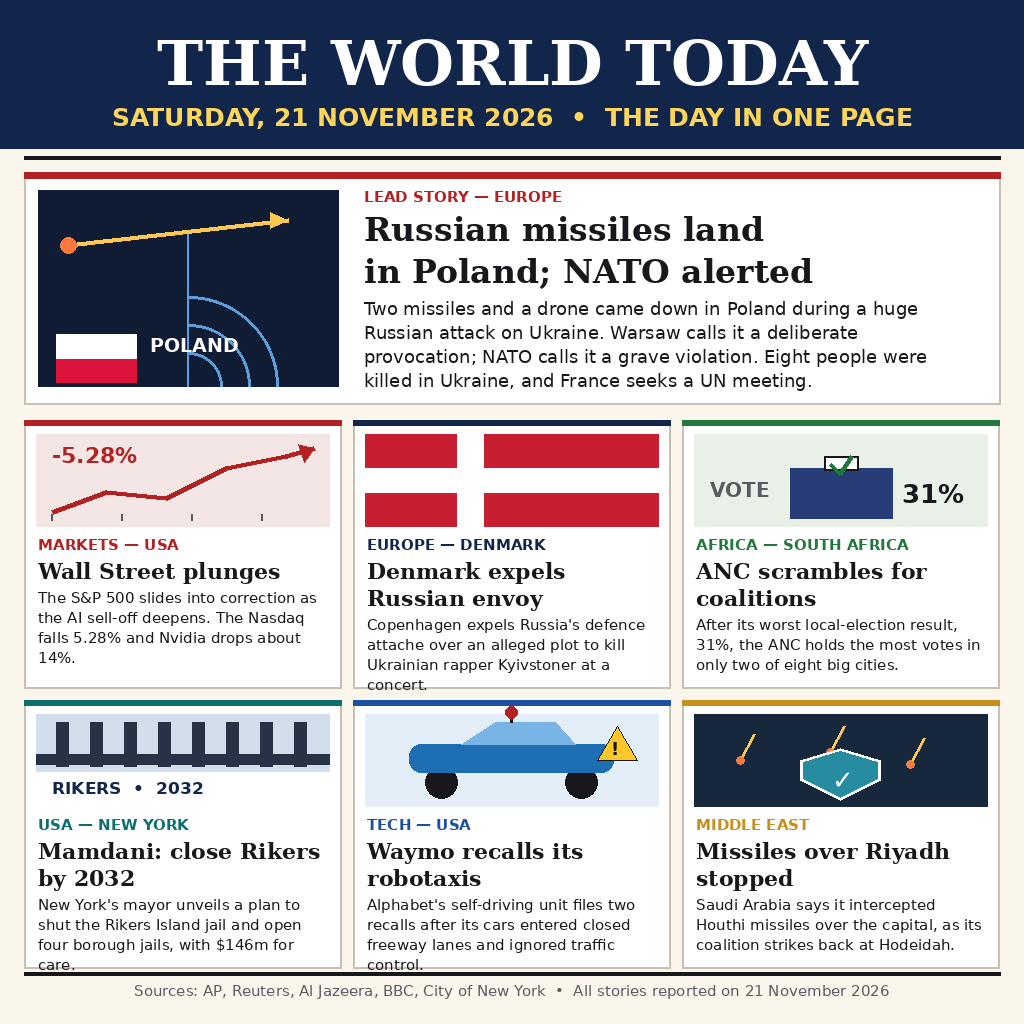 THE WORLD TODAY
SATURDAY, 21 NOVEMBER 2026 • THE DAY IN ONE PAGE
POLAND
LEAD STORY — EUROPE
Russian missiles land
in Poland; NATO alerted
Two missiles and a drone came down in Poland during a huge
Russian attack on Ukraine. Warsaw calls it a deliberate
provocation; NATO calls it a grave violation. Eight people were
killed in Ukraine, and France seeks a UN meeting.
-5.28%
MARKETS — USA
Wall Street plunges
The S&P 500 slides into correction as
the AI sell-off deepens. The Nasdaq
falls 5.28% and Nvidia drops about
14%.
EUROPE — DENMARK
Denmark expels
Russian envoy
Copenhagen expels Russia's defence
attache over an alleged plot to kill
Ukrainian rapper Kyivstoner at a
concert.
VOTE
31%
AFRICA — SOUTH AFRICA
ANC scrambles for
coalitions
After its worst local-election result,
31%, the ANC holds the most votes in
only two of eight big cities.
RIKERS • 2032
USA — NEW YORK
Mamdani: close Rikers
by 2032
New York's mayor unveils a plan to
shut the Rikers Island jail and open
four borough jails, with $146m for
care.
!
TECH — USA
Waymo recalls its
robotaxis
Alphabet's self-driving unit files two
recalls after its cars entered closed
freeway lanes and ignored traffic
control.
✓
MIDDLE EAST
Missiles over Riyadh
stopped
Saudi Arabia says it intercepted
Houthi missiles over the capital, as its
coalition strikes back at Hodeidah.
Sources: AP, Reuters, Al Jazeera, BBC, City of New York • All stories reported on 21 November 2026